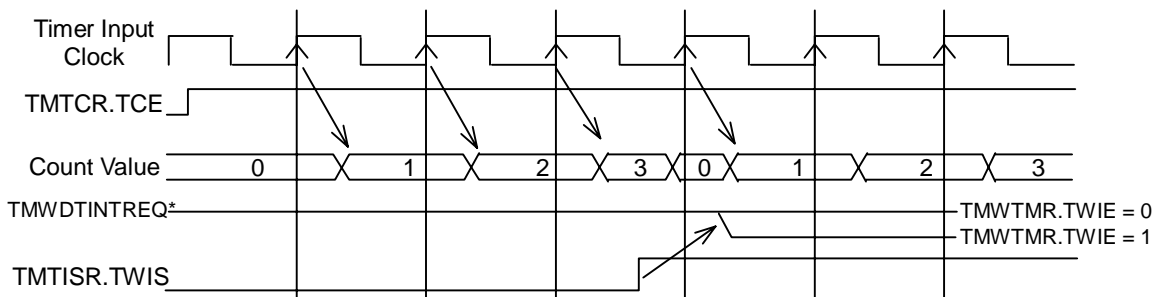 Timer Input
Clock
TMTCR.TCE
Count Value 0 1 2 3 0 1 2 3
TMWDTINTREQ* TMWTMR.TWIE = 0
TMWTMR.TWIE = 1
TMTISR.TWIS